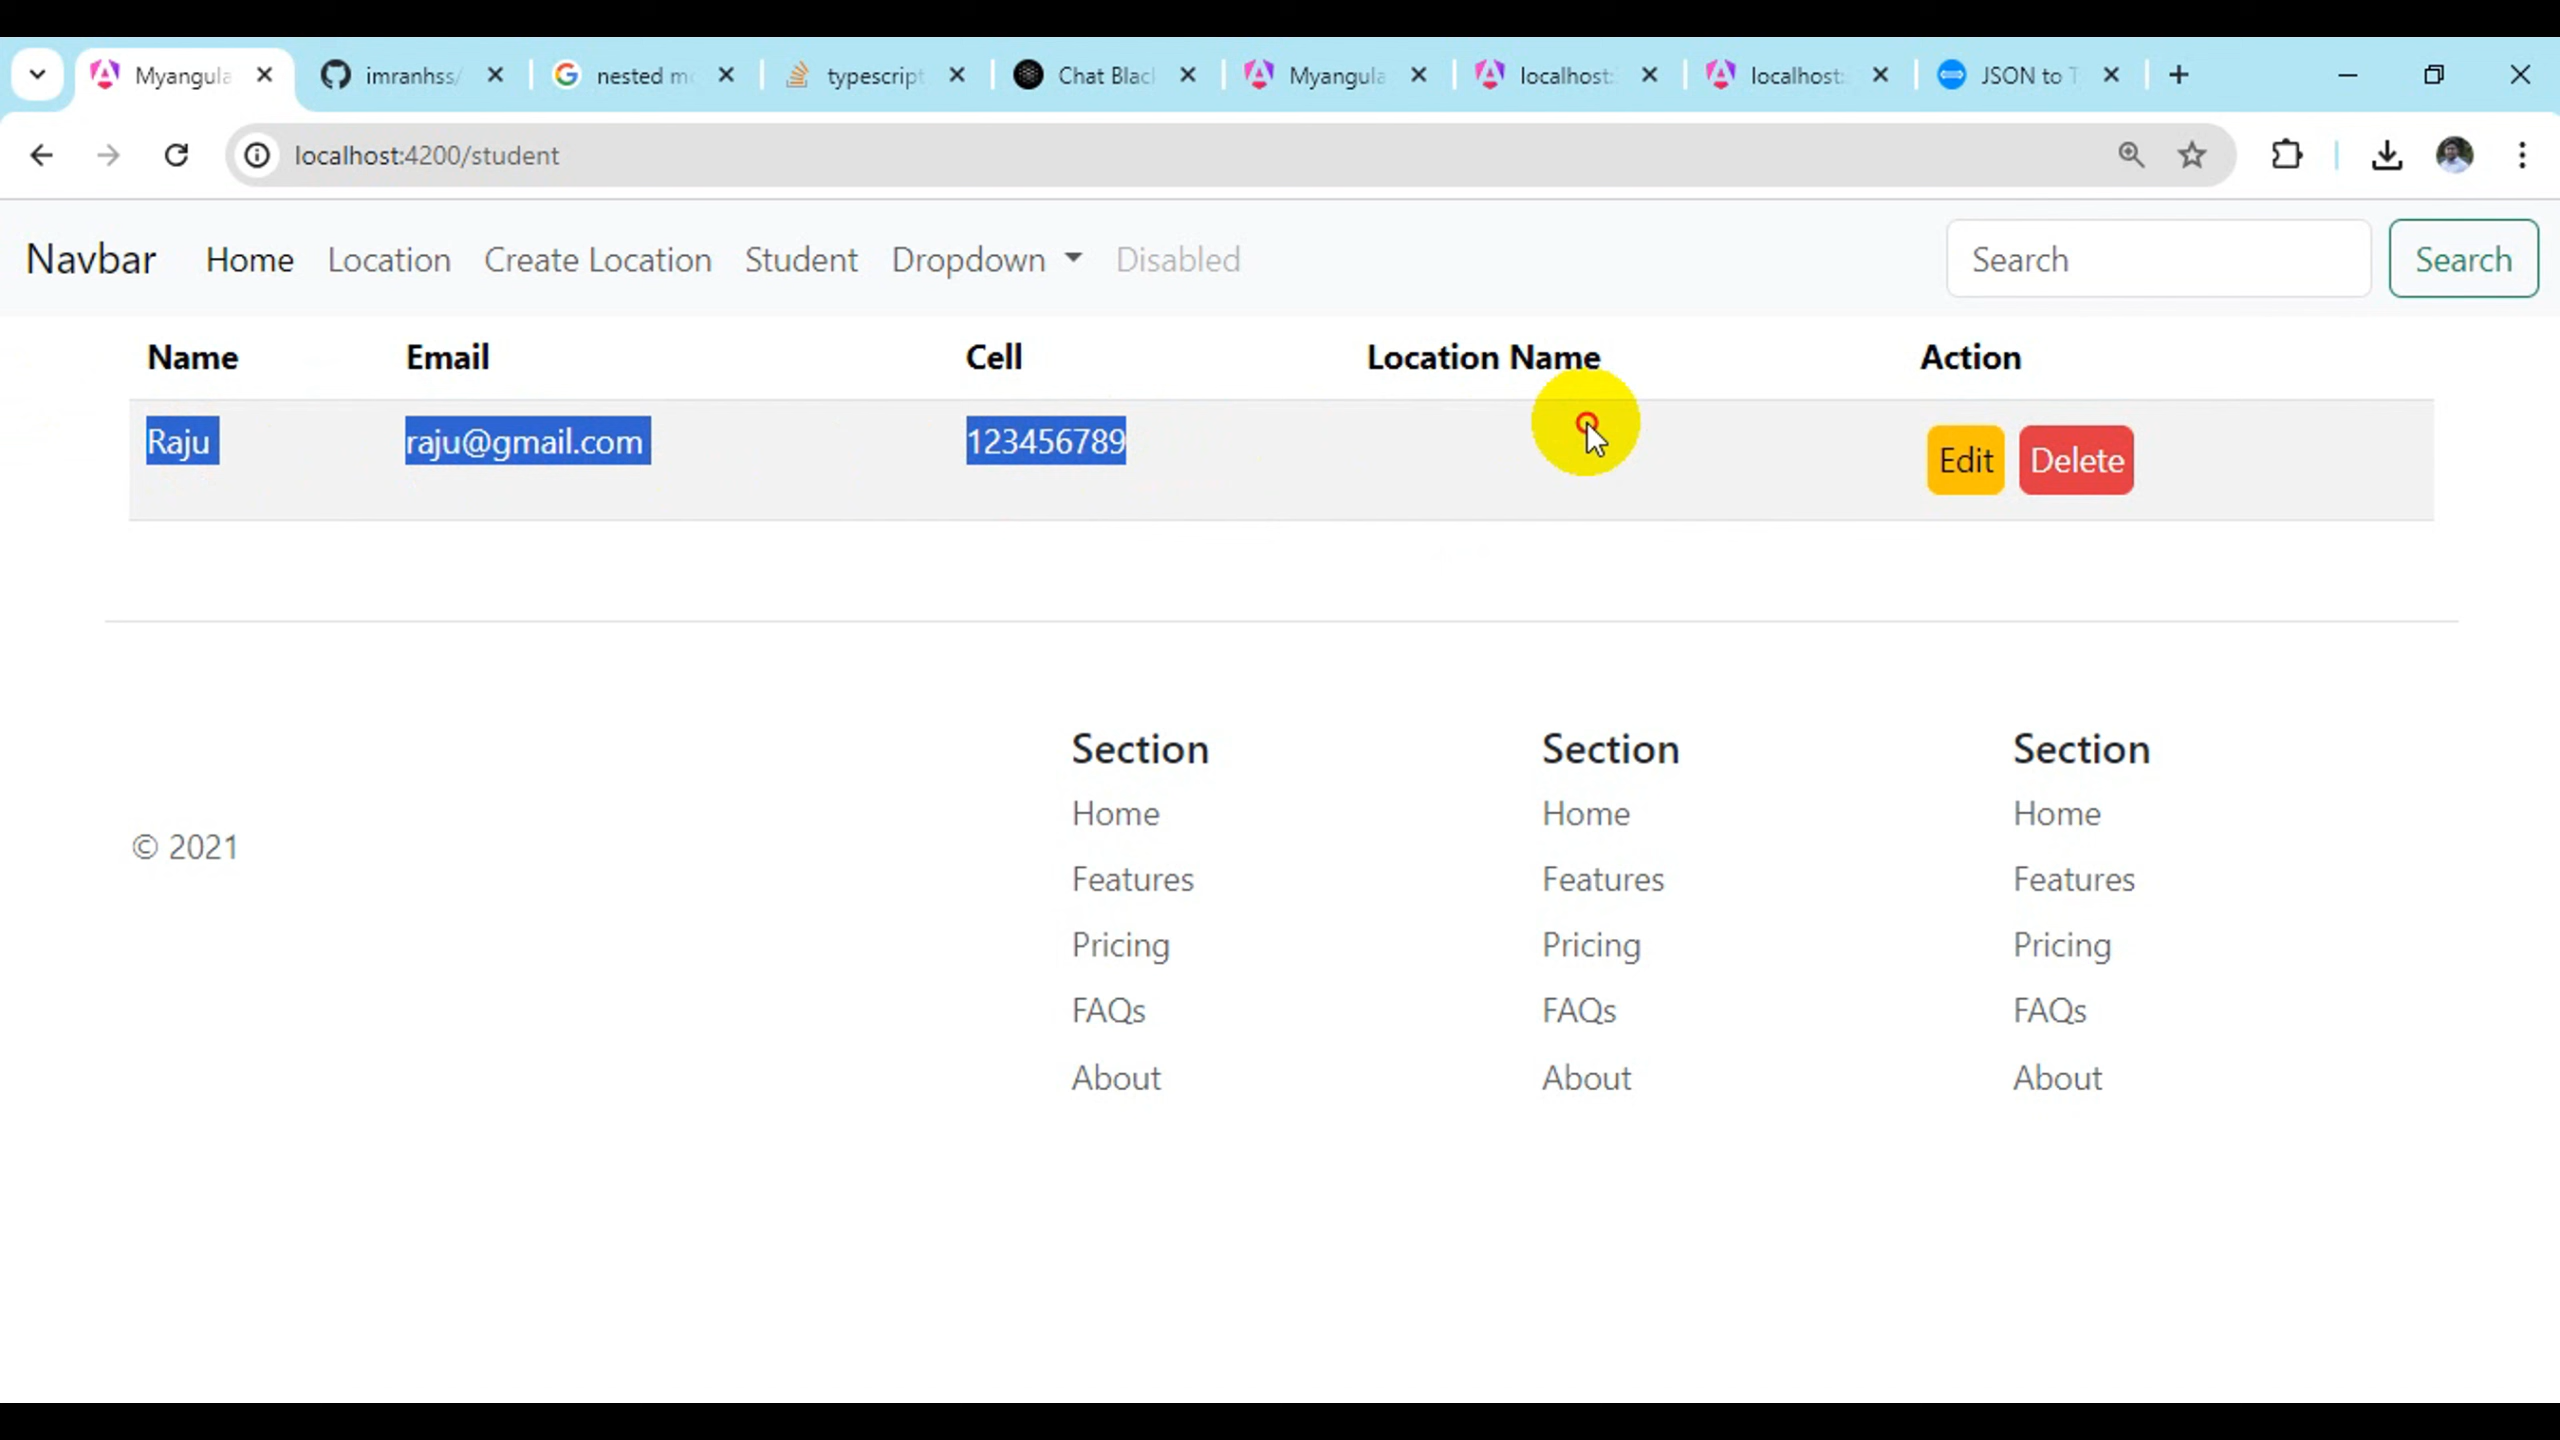 Myangula imranhss/ nested mo typescript Chat Blac Myangula localhost: localhost: JSON to T
localhost:4200/student
Navbar Home Location Create Location Student Dropdown Disabled Search Search
Name Email Cell Location Name Action
Raju raju@gmail.com 123456789 Edit Delete
Section Section Section
Home Home Home
© 2021
Features Features Features
Pricing Pricing Pricing
FAQs FAQs FAQs
About About About